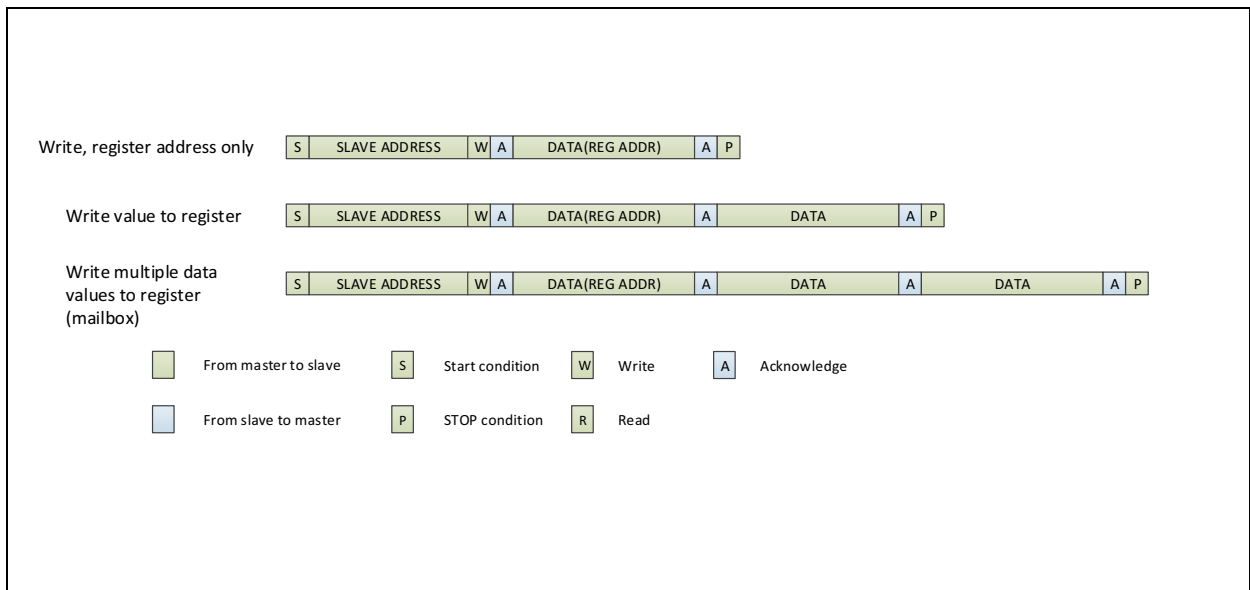 Write, register address only
S SLAVE ADDRESS W A DATA(REG ADDR) A P
Write value to register
S SLAVE ADDRESS W A DATA(REG ADDR) A DATA A P
Write multiple data
values to register
(mailbox)
S SLAVE ADDRESS W A DATA(REG ADDR) A DATA A DATA A P
From master to slave S Start condition W Write A Acknowledge
From slave to master P STOP condition R Read